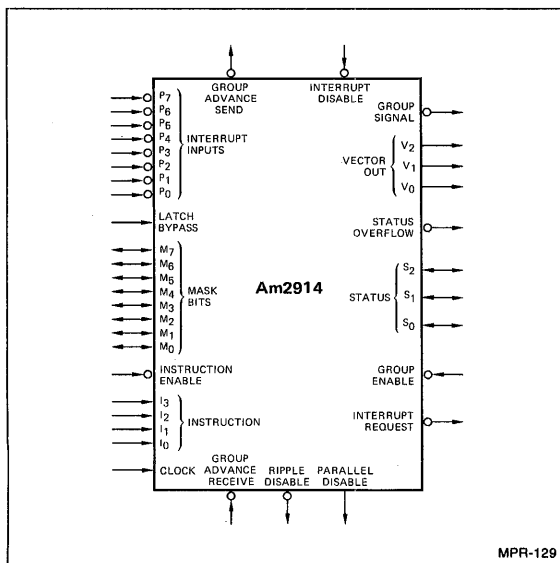 GROUP
ADVANCE
SEND
INTERRUPT
DISABLE
P7
P6
P5
P4
P3
P2
P1
P0
INTERRUPT
INPUTS
GROUP
SIGNAL
V2
V1
V0
VECTOR
OUT
LATCH
BYPASS
STATUS
OVERFLOW
M7
M6
M5
M4
M3
M2
M1
M0
MASK
BITS
Am2914
STATUS
S2
S1
S0
INSTRUCTION
ENABLE
GROUP
ENABLE
I3
I2
I1
I0
INSTRUCTION
INTERRUPT
REQUEST
CLOCK
GROUP
ADVANCE
RECEIVE
RIPPLE
DISABLE
PARALLEL
DISABLE
MPR-129